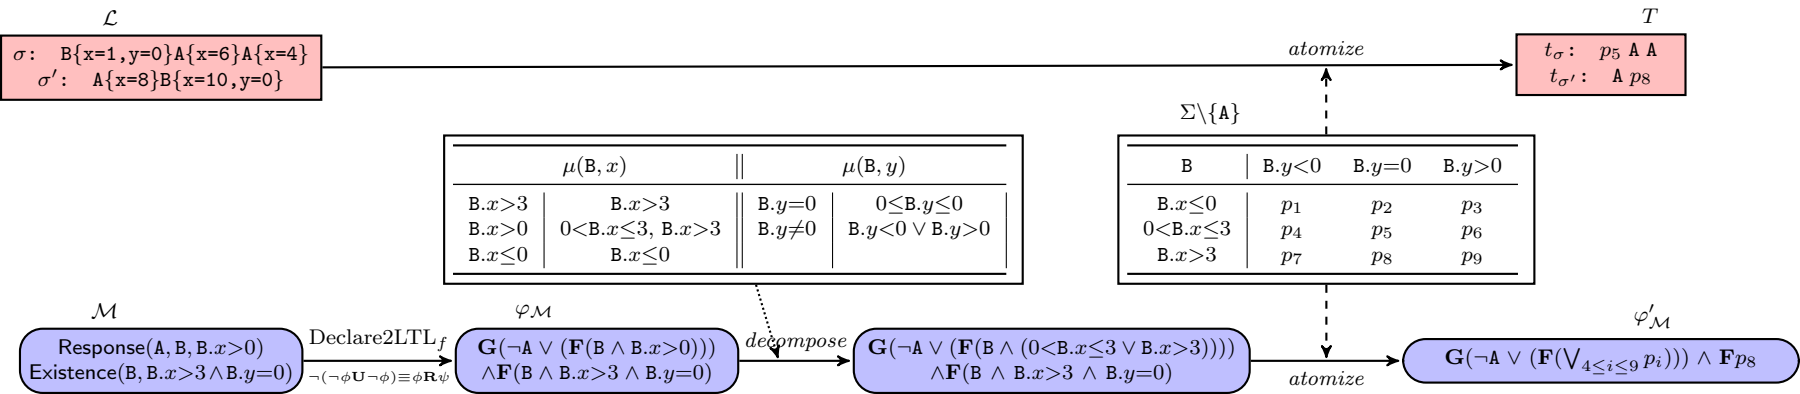 ℒ
σ: B{x=1,y=0}A{x=6}A{x=4}
σ′: A{x=8}B{x=10,y=0}
atomize
T
t_σ: p₅ A A
t_σ′: A p₈
μ(B, x) μ(B, y)
B.x>3 B.x>3 B.y=0 0≤B.y≤0
B.x>0 0<B.x≤3, B.x>3 B.y≠0 B.y<0 ∨ B.y>0
B.x≤0 B.x≤0
Σ\{A}
B B.y<0 B.y=0 B.y>0
B.x≤0 p₁ p₂ p₃
0<B.x≤3 p₄ p₅ p₆
B.x>3 p₇ p₈ p₉
ℳ
Response(A, B, B.x>0)
Existence(B, B.x>3∧B.y=0)
Declare2LTL_f
¬(¬ϕU¬ϕ)≡ϕRψ
φ_ℳ
G(¬A ∨ (F(B ∧ B.x>0)))
∧F(B ∧ B.x>3 ∧ B.y=0)
decompose
G(¬A ∨ (F(B ∧ (0<B.x≤3 ∨ B.x>3))))
∧F(B ∧ B.x>3 ∧ B.y=0)
atomize
φ′_ℳ
G(¬A ∨ (F(⋁_{4≤i≤9} p_i))) ∧ Fp₈